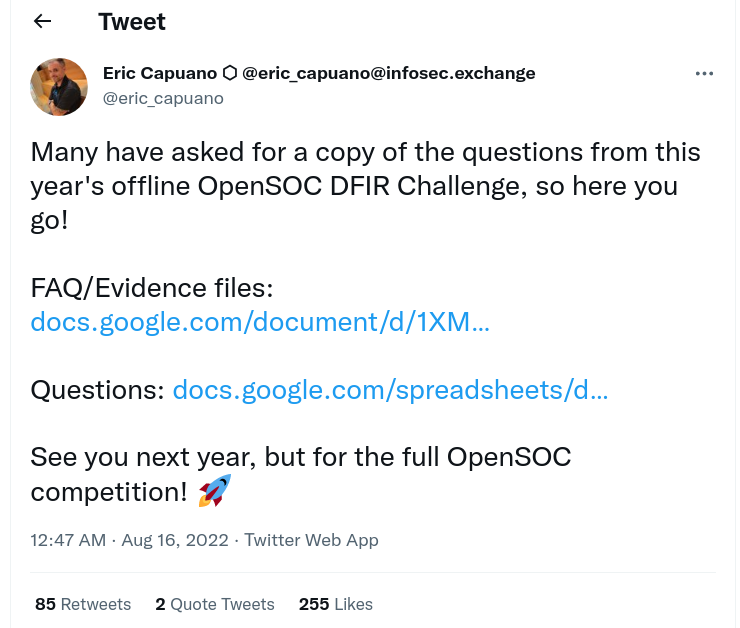 Tweet
Eric Capuano ⬡ @eric_capuano@infosec.exchange
@eric_capuano
Many have asked for a copy of the questions from this
year's offline OpenSOC DFIR Challenge, so here you
go!
FAQ/Evidence files:
docs.google.com/document/d/1XM...
Questions: docs.google.com/spreadsheets/d...
See you next year, but for the full OpenSOC
competition! 🚀
12:47 AM · Aug 16, 2022 · Twitter Web App
85 Retweets 2 Quote Tweets 255 Likes